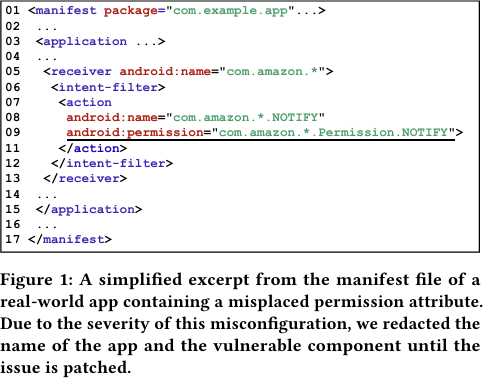 01 <manifest package="com.example.app"...>
02 ...
03 <application ...>
04 ...
05 <receiver android:name="com.amazon.*">
06 <intent-filter>
07 <action
08 android:name="com.amazon.*.NOTIFY"
09 android:permission="com.amazon.*.Permission.NOTIFY">
11 </action>
12 </intent-filter>
13 </receiver>
14 ...
15 </application>
16 ...
17 </manifest>
Figure 1: A simplified excerpt from the manifest file of a
real-world app containing a misplaced permission attribute.
Due to the severity of this misconfiguration, we redacted the
name of the app and the vulnerable component until the
issue is patched.